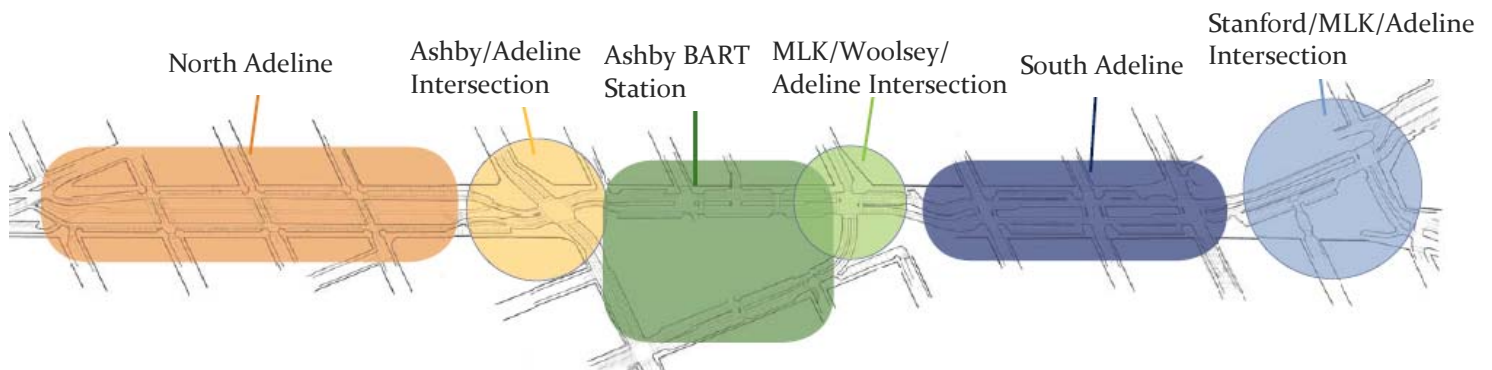 North Adeline
Ashby/Adeline
Intersection
Ashby BART
Station
MLK/Woolsey/
Adeline Intersection
South Adeline
Stanford/MLK/Adeline
Intersection